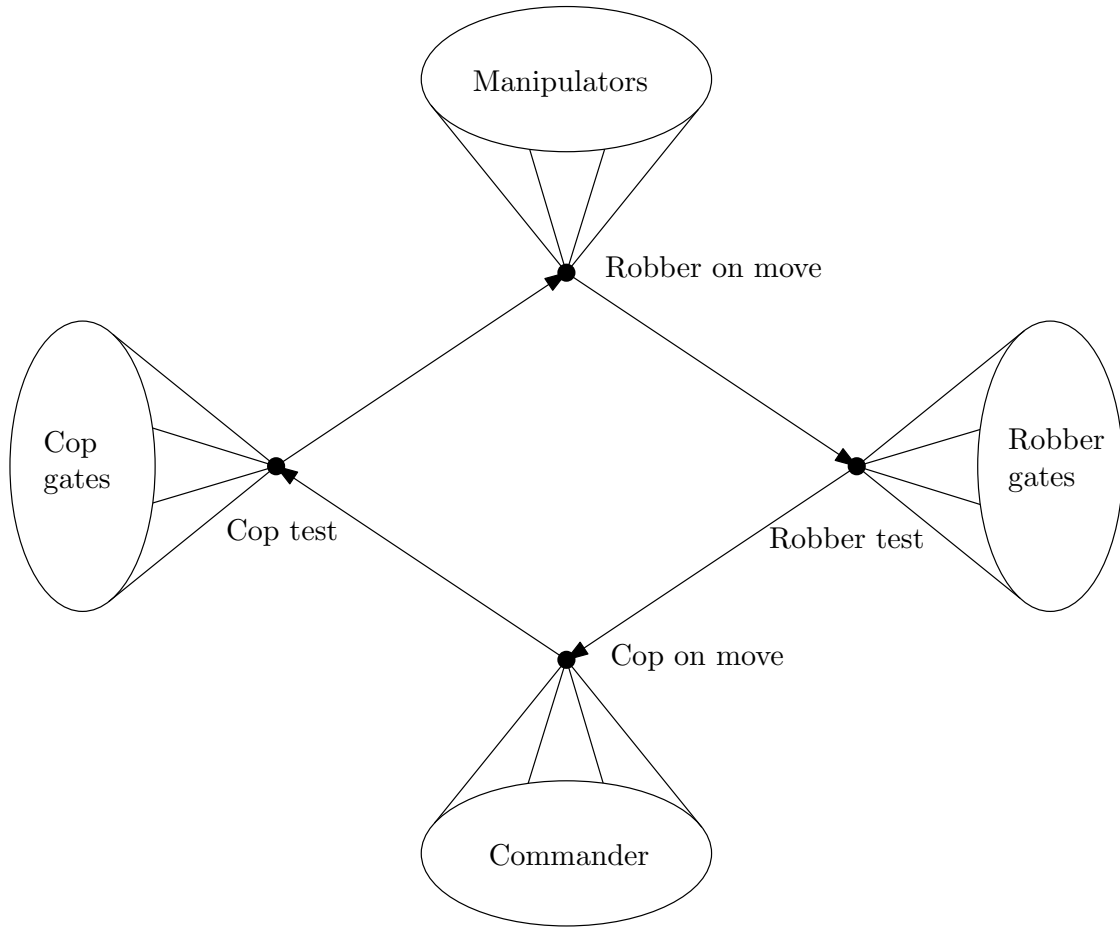 Manipulators
Robber on move
Cop
gates
Robber
gates
Cop test
Robber test
Cop on move
Commander